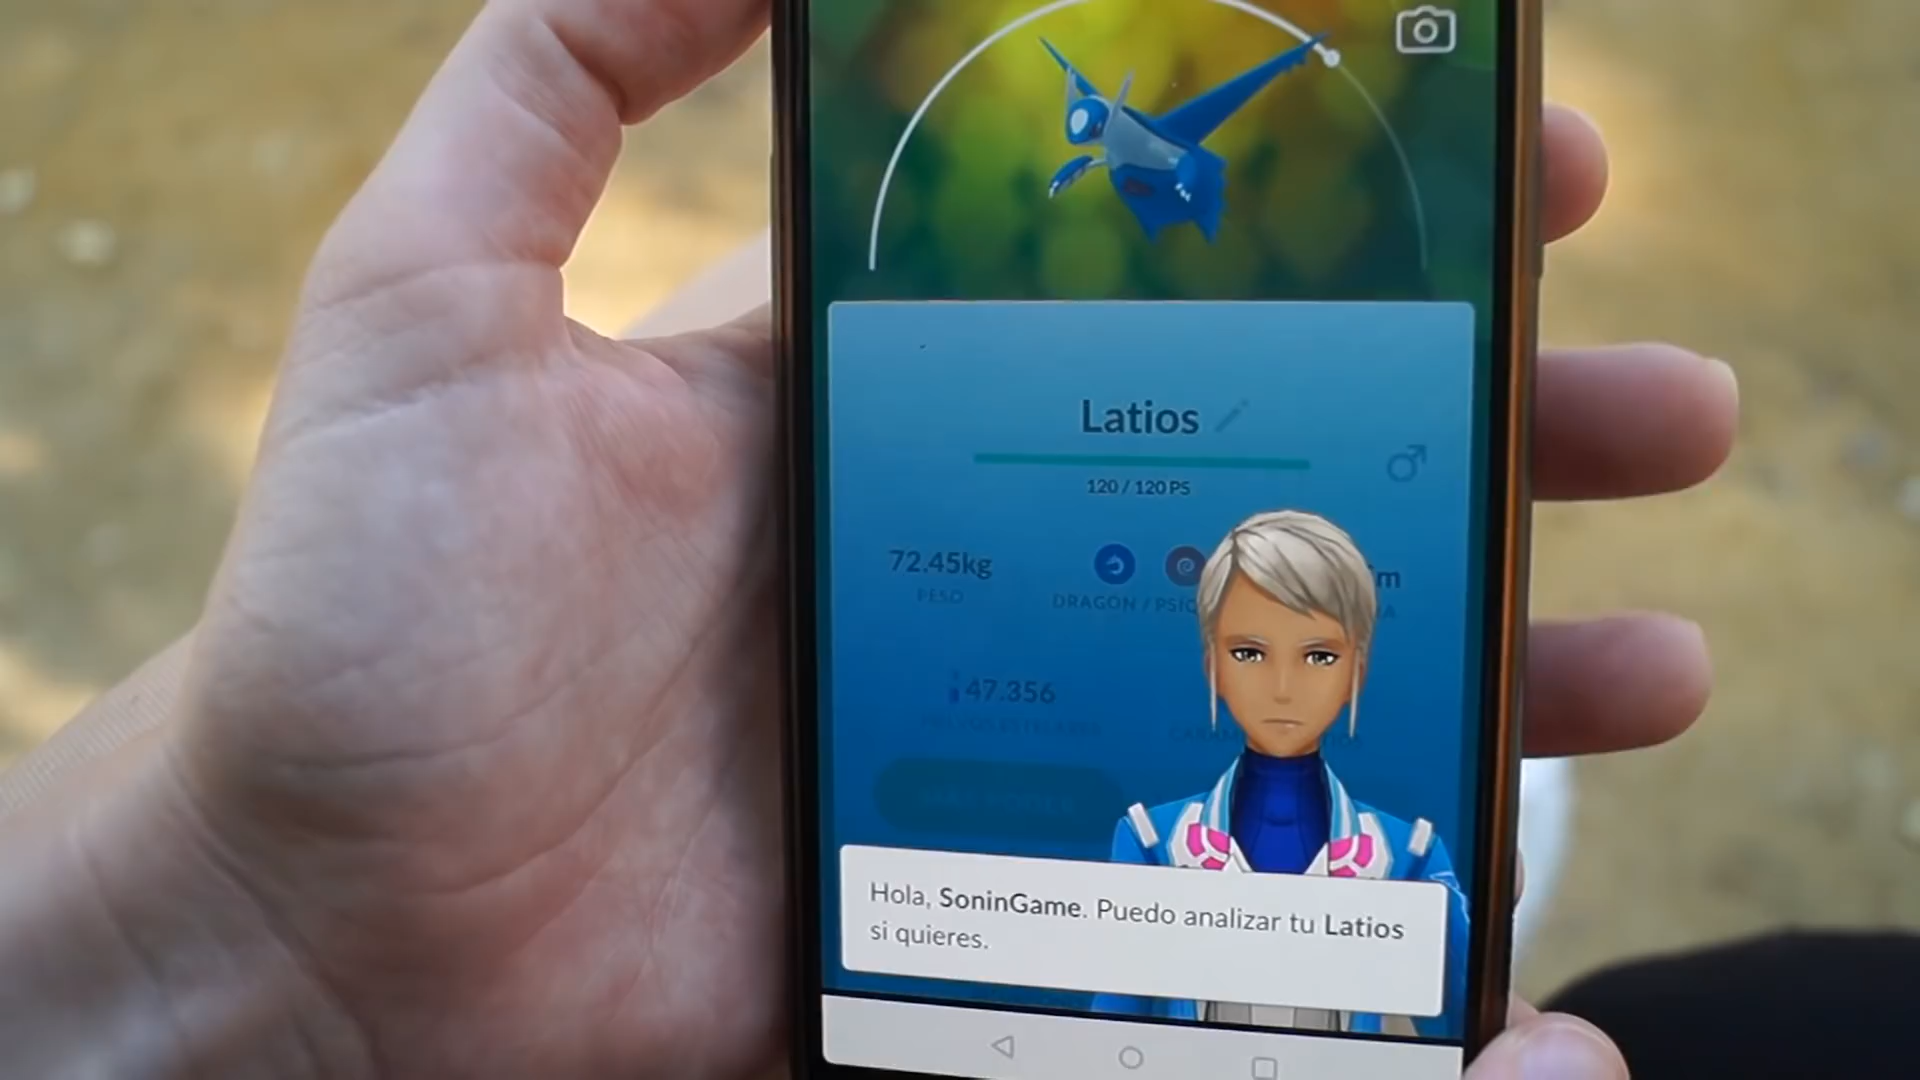 Latios
120 / 120 PS
72.45kg
PESO
DRAGÓN / PSÍQ
m
47.356
Hola, SoninGame. Puedo analizar tu Latios
si quieres.